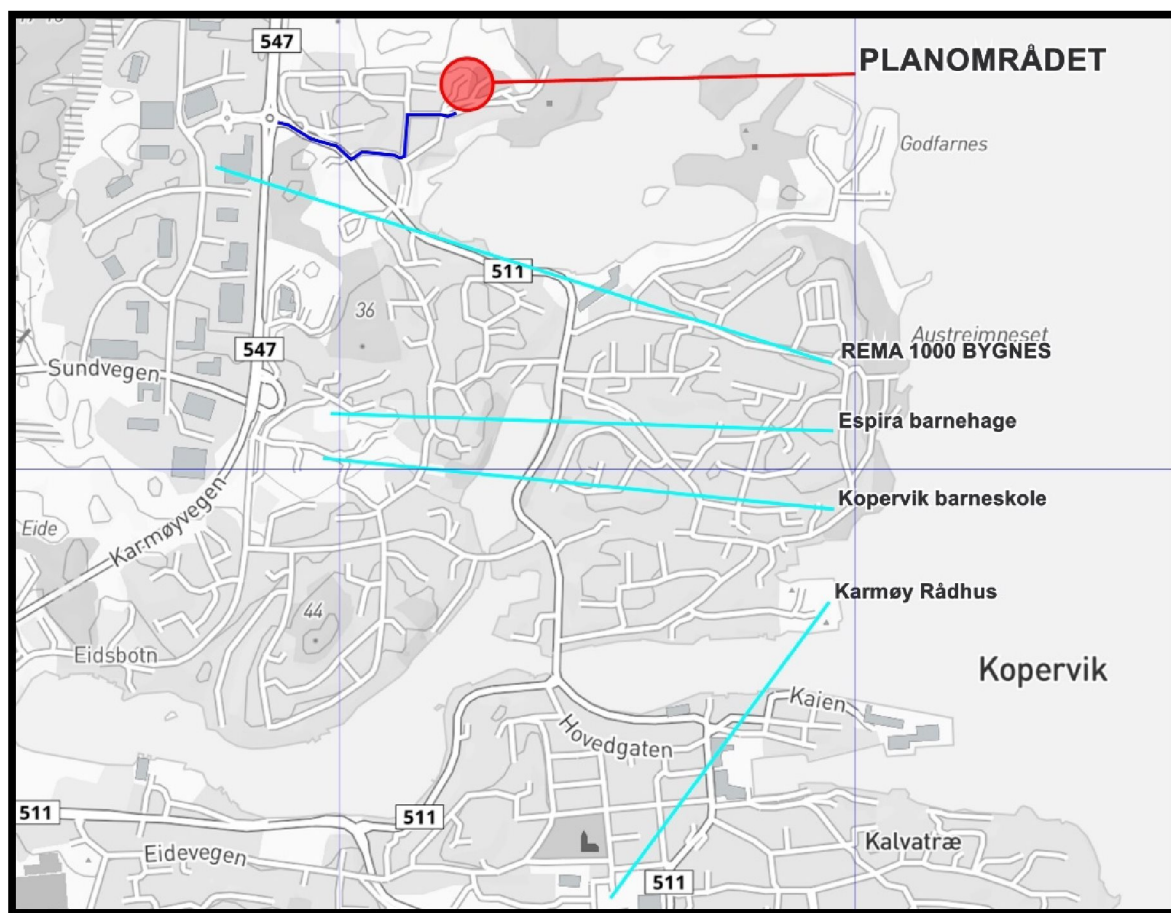 547
PLANOMRÅDET
Godfarnes
511
36
Austreimneset
547
REMA 1000 BYGNES
Sundvegen
Espira barnehage
Kopervik barneskole
Eide
Karmøyvegen
Karmøy Rådhus
44
Eidsbotn
Kopervik
Kaien
Hovedgaten
511
511
Kalvatræ
Eidevegen
511